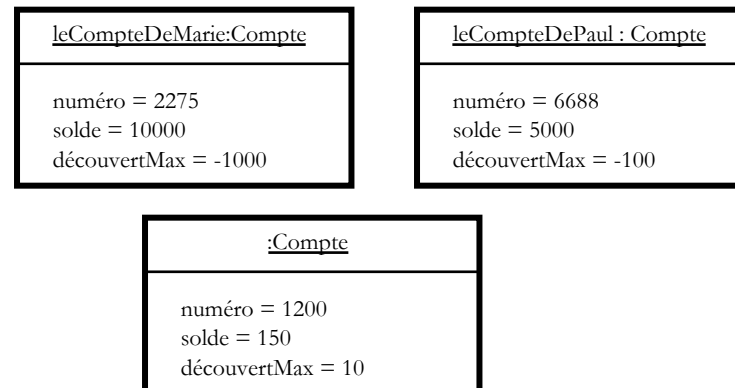 leCompteDeMarie:Compte
numéro = 2275
solde = 10000
découvertMax = -1000
leCompteDePaul : Compte
numéro = 6688
solde = 5000
découvertMax = -100
:Compte
numéro = 1200
solde = 150
découvertMax = 10